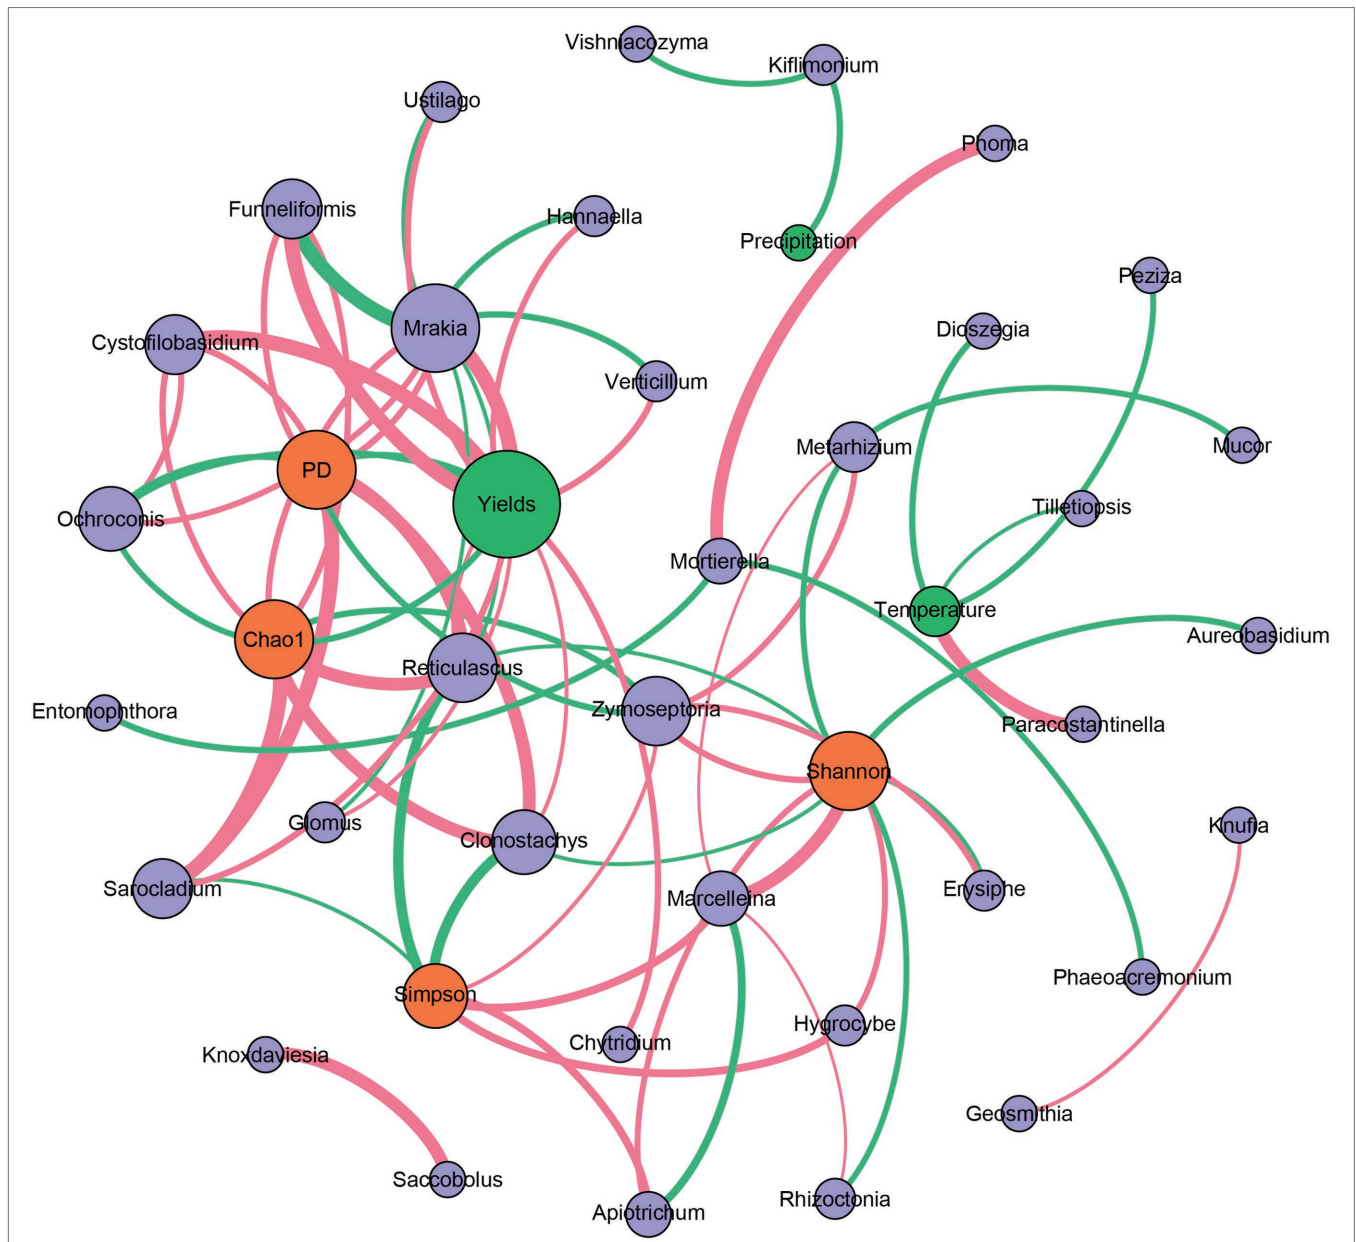 Vishniacozyma
Kiflimonium
Ustilago
Phoma
Funneliformis
Hannaella
Precipitation
Peziza
Mrakia
Dioszegia
Cystofilobasidium
Verticillium
Metarhizium
Mucor
PD
Yields
Tilletiopsis
Ochroconis
Mortierella
Temperature
Chao1
Reticulascus
Aureobasidium
Entomophthora
Zymoseptoria
Paracostantinella
Shannon
Glomus
Clonostachys
Knufia
Sarocladium
Marcelleina
Erysiphe
Phaeoacremonium
Simpson
Hygrocybe
Chytridium
Knoxdaviesia
Geosmithia
Saccobolus
Rhizoctonia
Apiotrichum